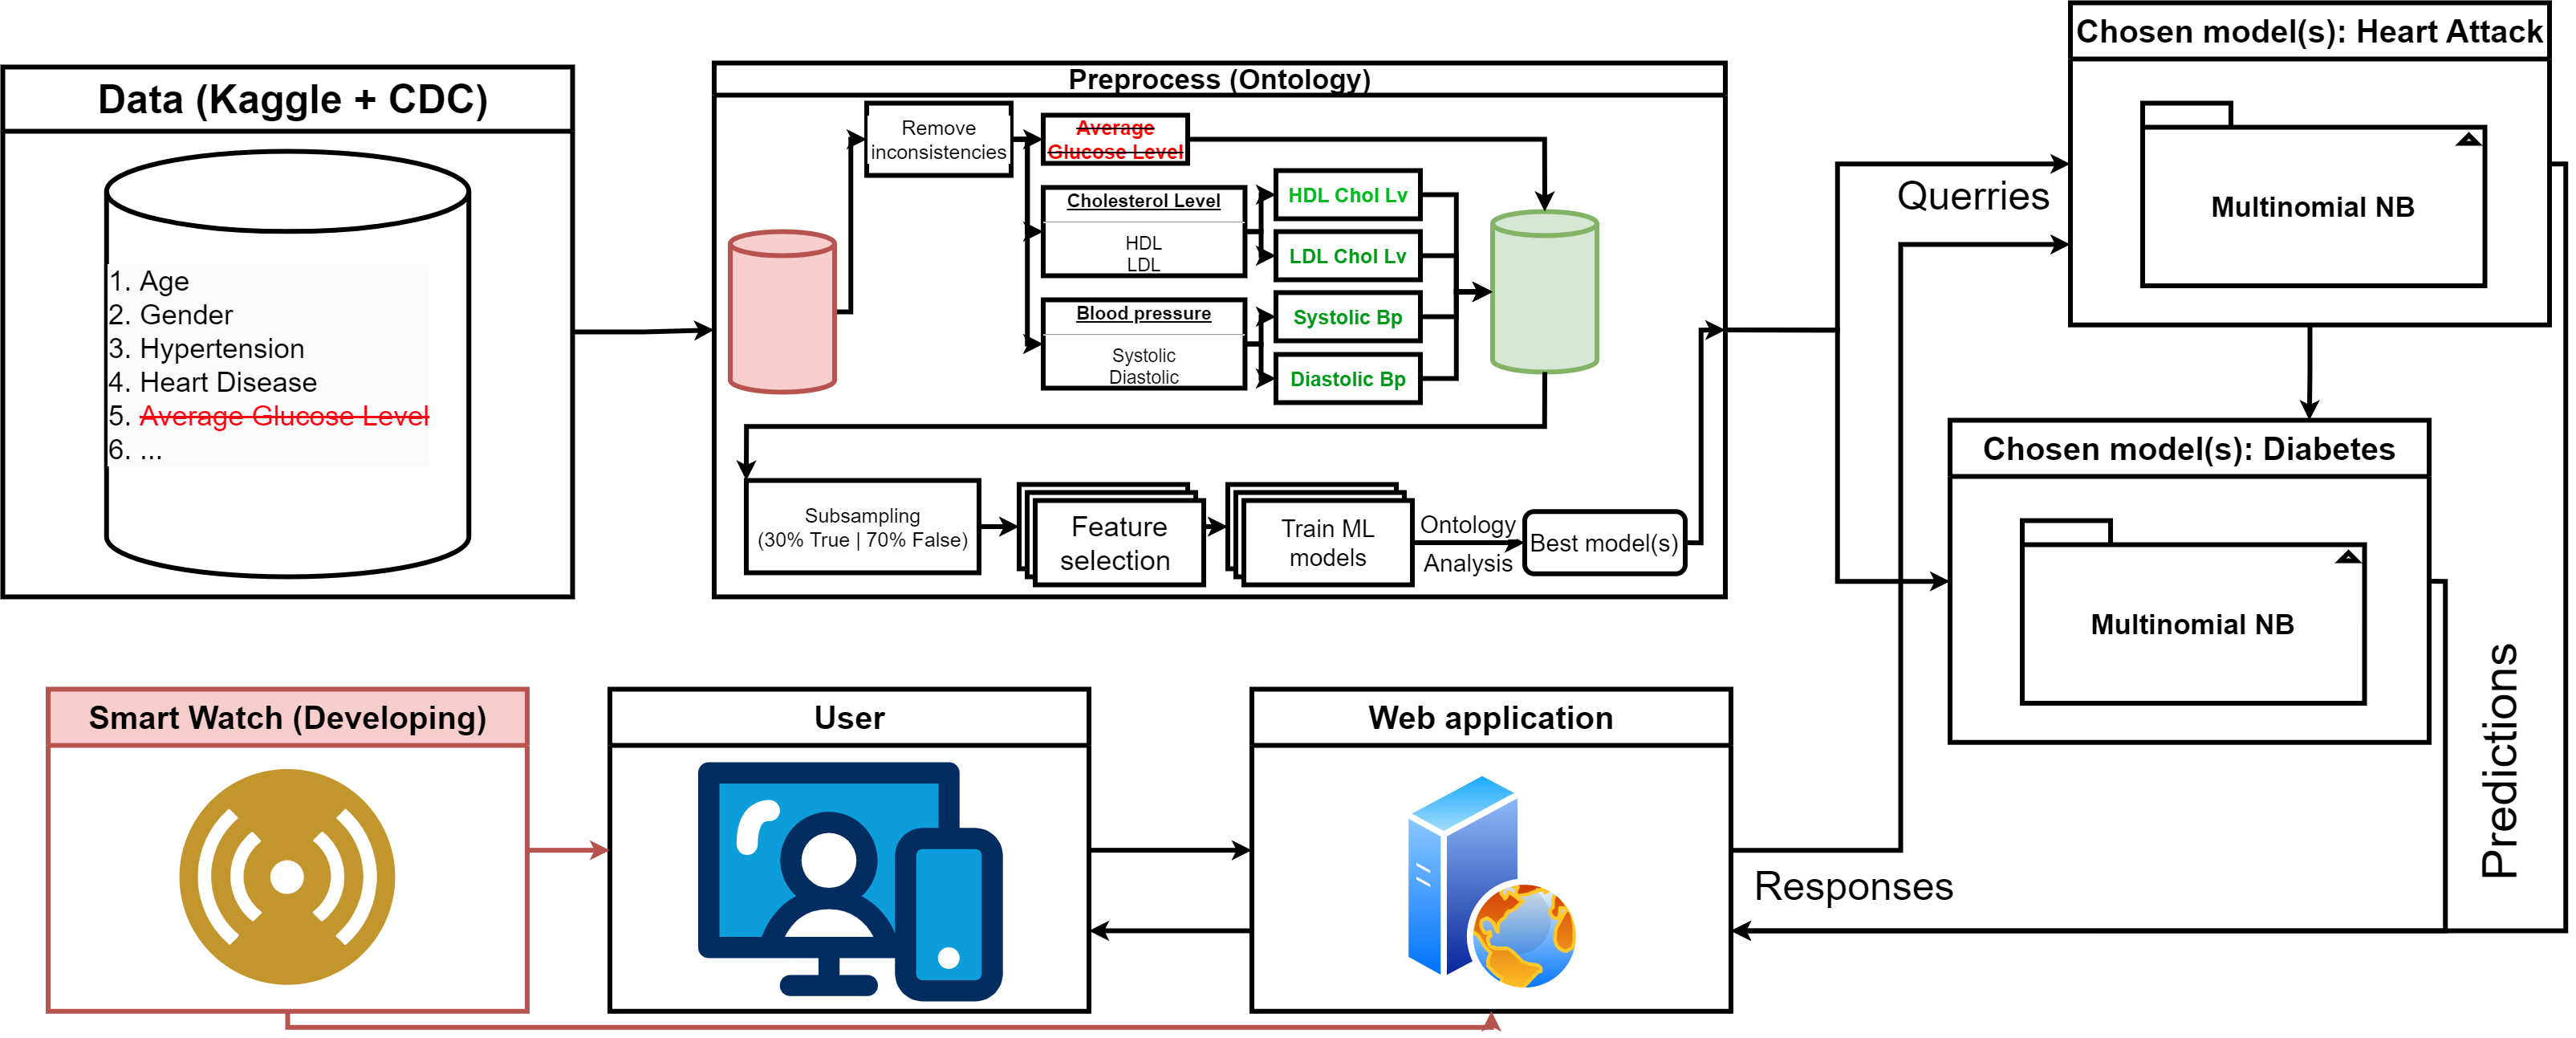 Data (Kaggle + CDC)
1. Age
2. Gender
3. Hypertension
4. Heart Disease
5. Average Glucose Level
6. ...
Preprocess (Ontology)
Remove
inconsistencies
Average
Glucose Level
Cholesterol Level
HDL
LDL
Blood pressure
Systolic
Diastolic
HDL Chol Lv
LDL Chol Lv
Systolic Bp
Diastolic Bp
Subsampling
(30% True | 70% False)
Feature
selection
Train ML
models
Ontology
Analysis
Best model(s)
Chosen model(s): Heart Attack
Multinomial NB
Querries
Chosen model(s): Diabetes
Multinomial NB
Predictions
Smart Watch (Developing)
User
Web application
Responses